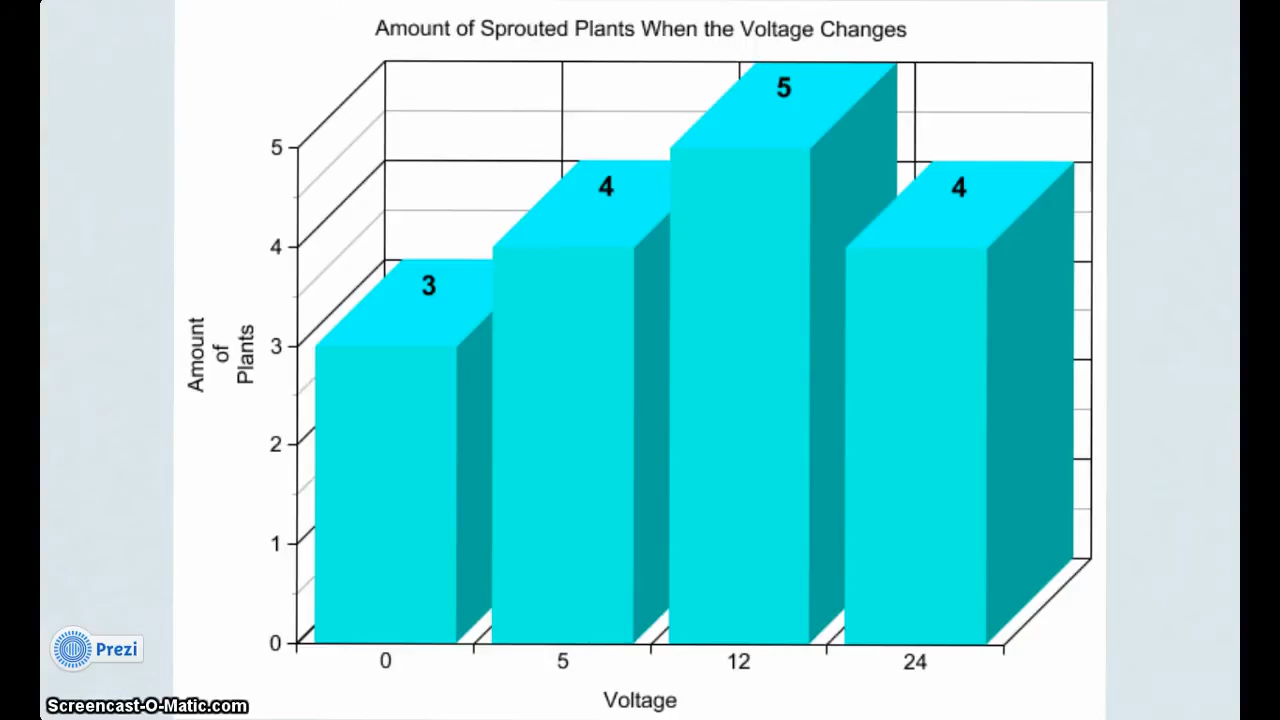 Amount of Sprouted Plants When the Voltage Changes
5
4
3
2
1
0
Amount
of
Plants
3
4
5
4
0
5
12
24
Voltage
Prezi
Screencast-O-Matic.com